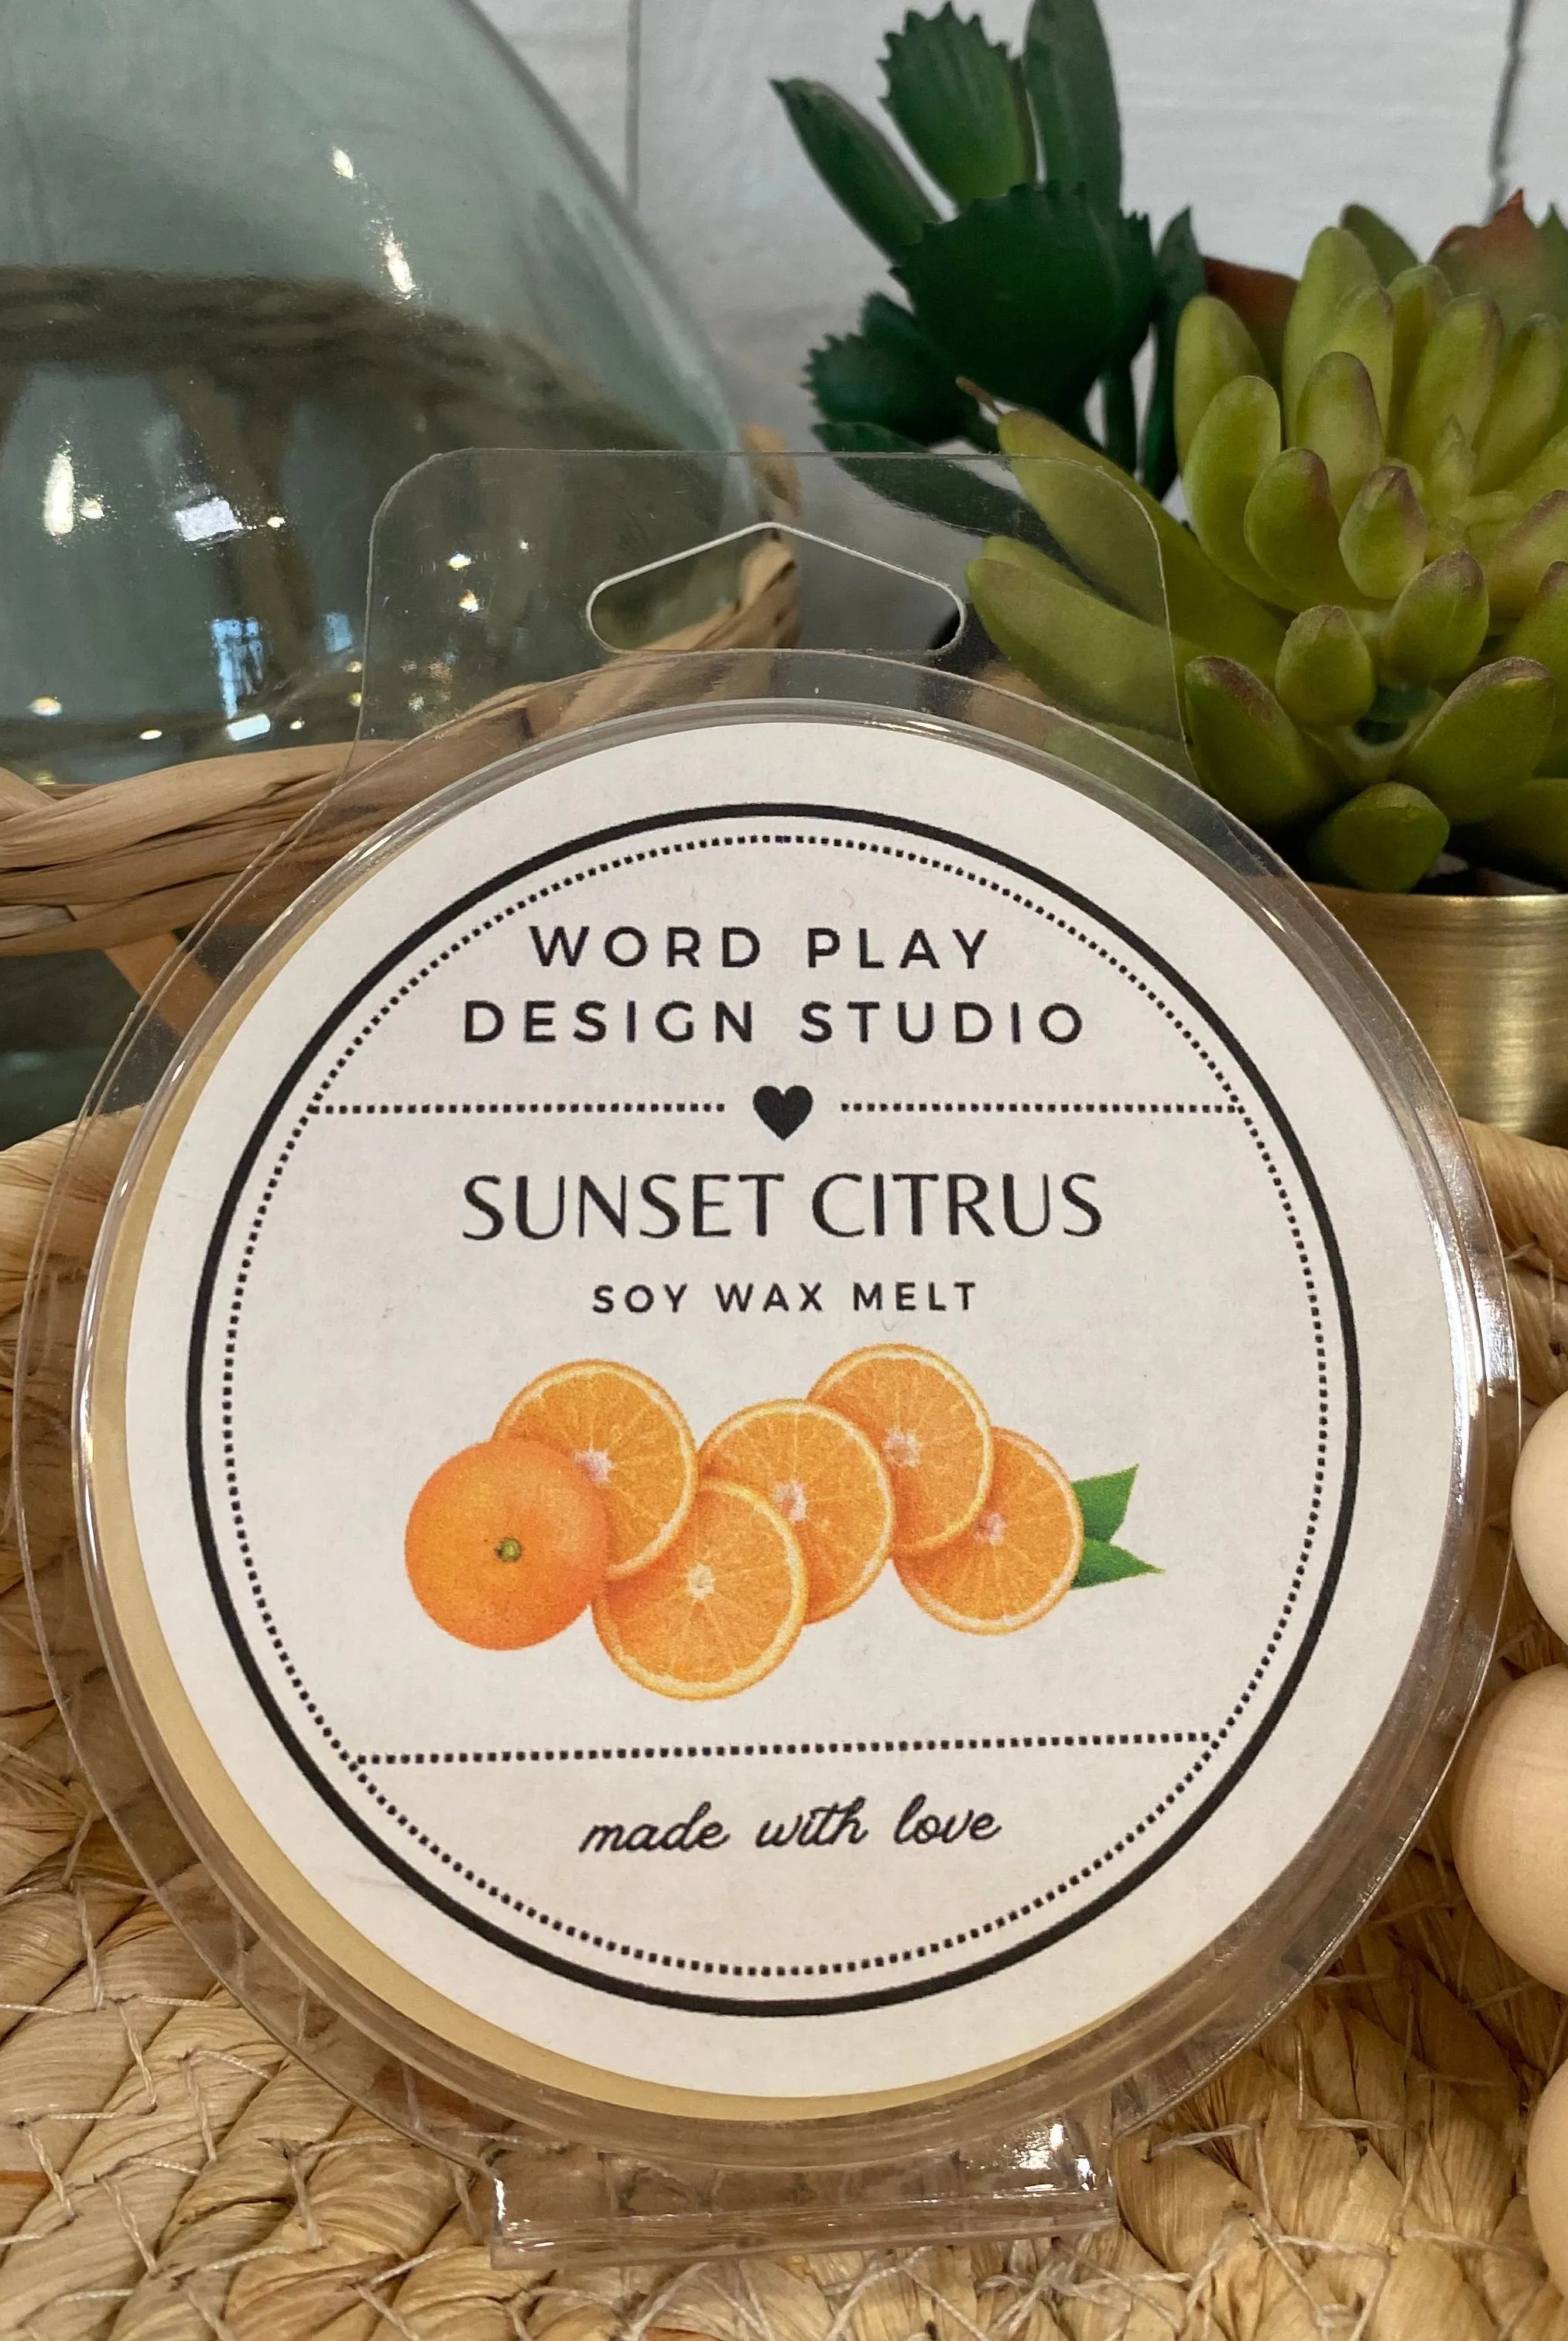 WORD PLAY
DESIGN STUDIO
SUNSET CITRUS
SOY WAX MELT
made with love